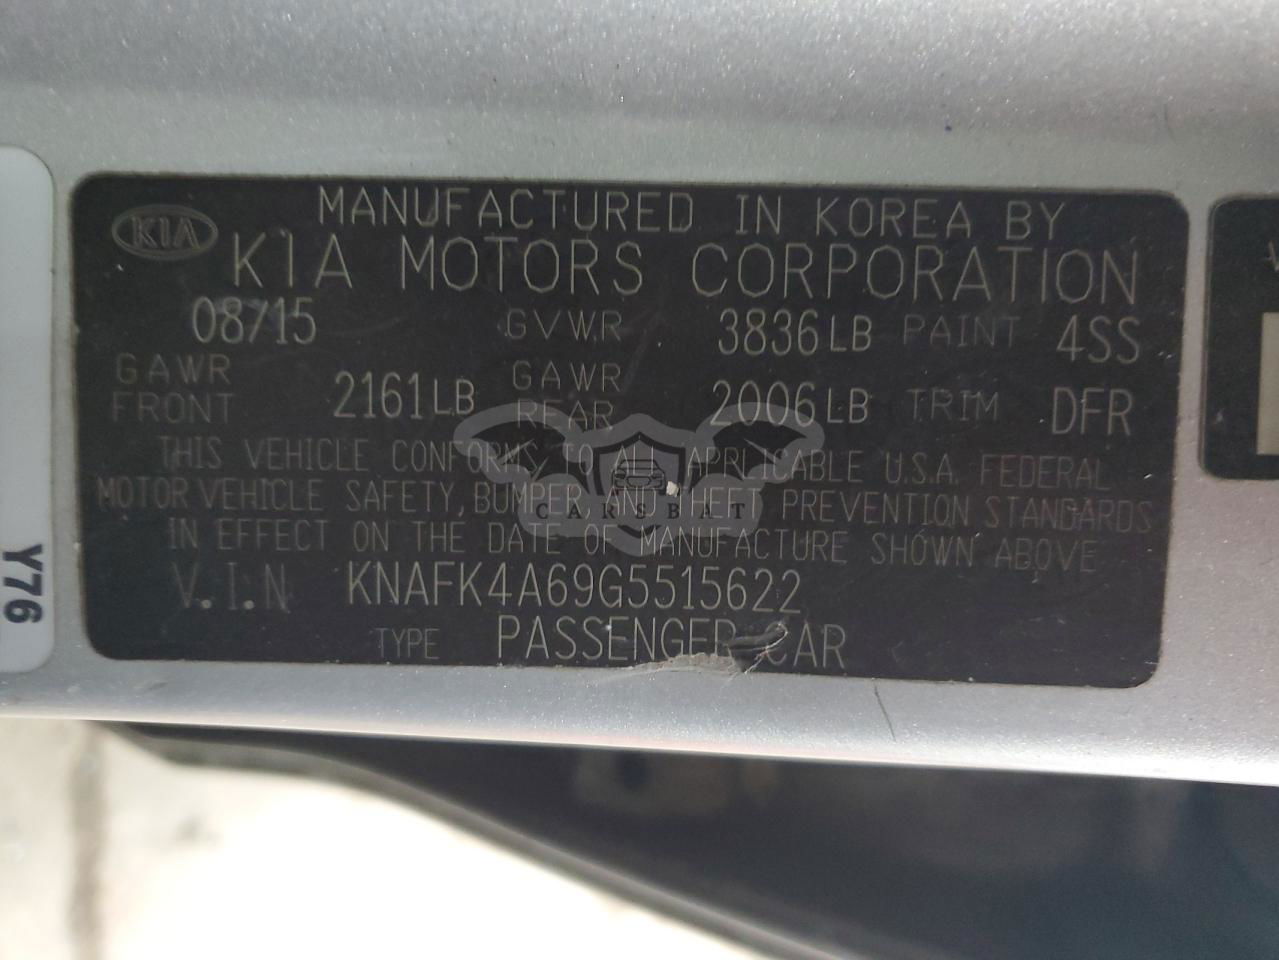 MANUFACTURED IN KOREA BY
KIA KIA MOTORS CORPORATION
08/15 GVWR 3836LB PAINT 4SS
GAWR FRONT 2161LB GAWR REAR 2006LB TRIM DFR
THIS VEHICLE CONFORMS TO ALL APPLICABLE U.S.A. FEDERAL
MOTOR VEHICLE SAFETY, BUMPER AND THEFT PREVENTION STANDARDS
CARSBAT
IN EFFECT ON THE DATE OF MANUFACTURE SHOWN ABOVE
V.I.N KNAFK4A69G5515622
TYPE PASSENGER CAR
Y76